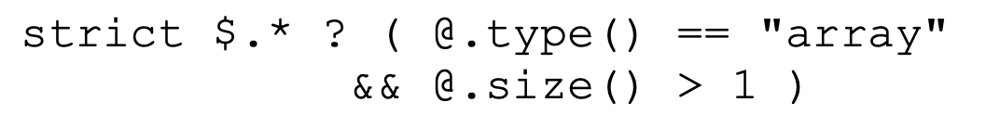 strict $.* ? ( @.type() == "array"
&& @.size() > 1 )